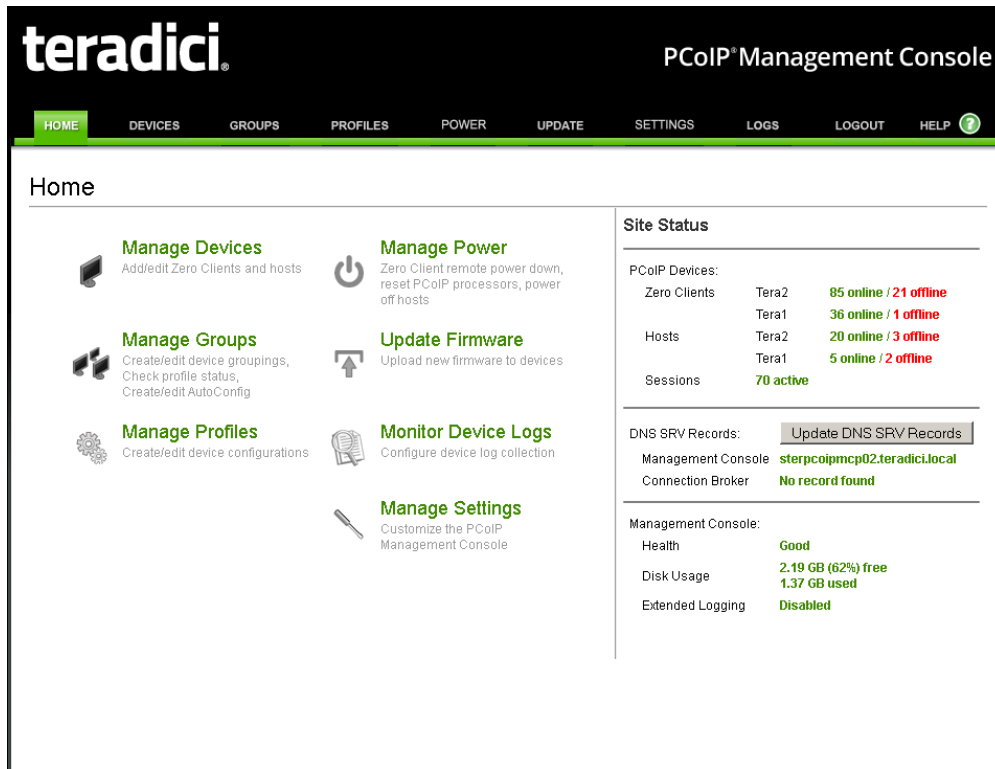 teradici®
PCoIP® Management Console
HOME DEVICES GROUPS PROFILES POWER UPDATE SETTINGS LOGS LOGOUT HELP ?
Home
Manage Devices
Add/edit Zero Clients and hosts
Manage Power
Zero Client remote power down,
reset PCoIP processors, power
off hosts
Manage Groups
Create/edit device groupings,
Check profile status,
Create/edit AutoConfig
Update Firmware
Upload new firmware to devices
Manage Profiles
Create/edit device configurations
Monitor Device Logs
Configure device log collection
Manage Settings
Customize the PCoIP
Management Console
Site Status
PCoIP Devices:
Zero Clients Tera2 85 online / 21 offline
Tera1 36 online / 1 offline
Hosts Tera2 20 online / 3 offline
Tera1 5 online / 2 offline
Sessions 70 active
DNS SRV Records: Update DNS SRV Records
Management Console sterpcoipmcp02.teradici.local
Connection Broker No record found
Management Console:
Health Good
Disk Usage 2.19 GB (62%) free
1.37 GB used
Extended Logging Disabled